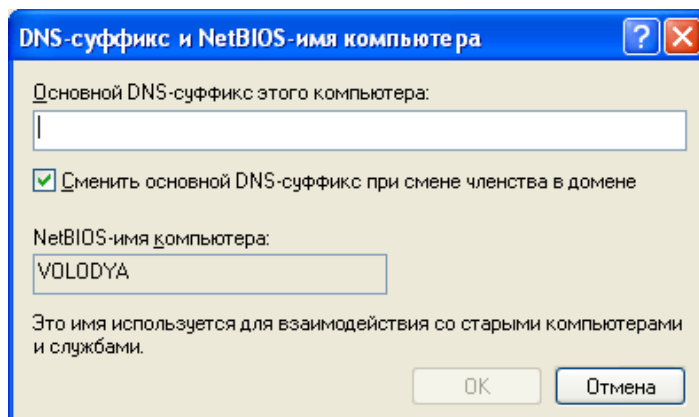 DNS-суффикс и NetBIOS-имя компьютера
Основной DNS-суффикс этого компьютера:
Сменить основной DNS-суффикс при смене членства в домене
NetBIOS-имя компьютера:
VOLODYA
Это имя используется для взаимодействия со старыми компьютерами
и службами.
OK
Отмена